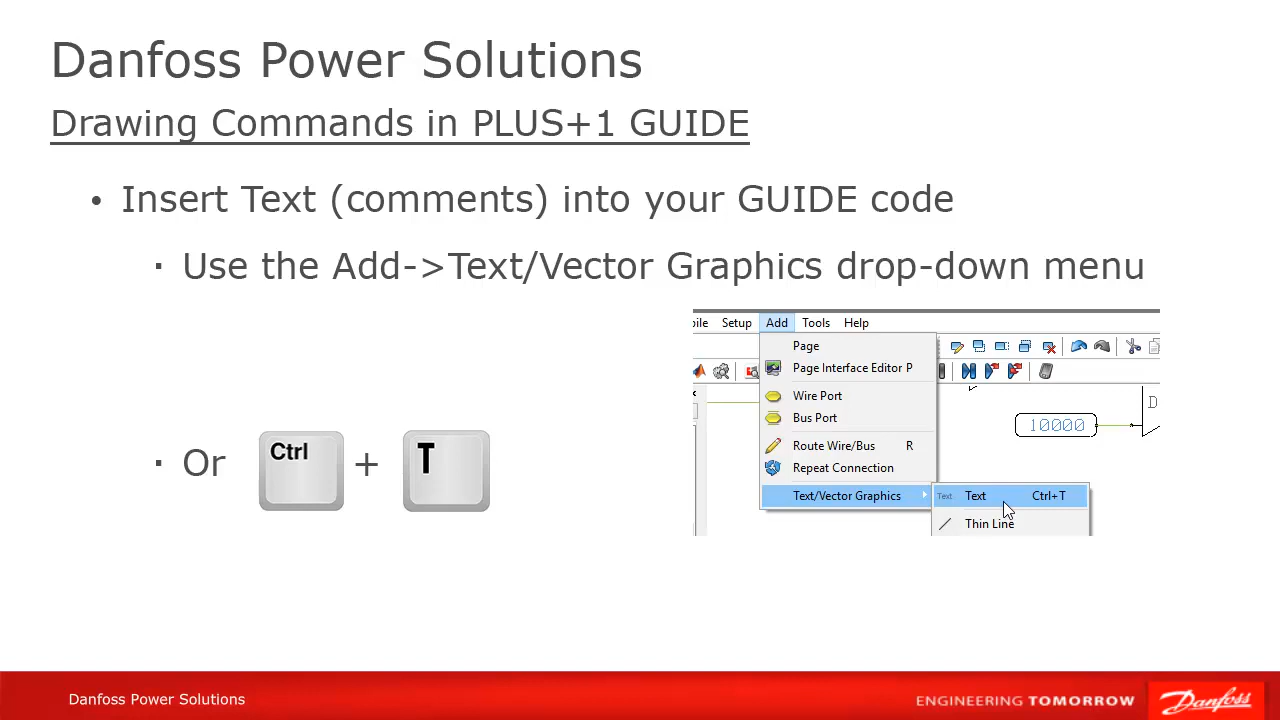 Danfoss Power Solutions
Drawing Commands in PLUS+1 GUIDE
• Insert Text (comments) into your GUIDE code
▪ Use the Add->Text/Vector Graphics drop-down menu
pile Setup Add Tools Help
Page
Page Interface Editor P
Wire Port
Bus Port
Route Wire/Bus R
Repeat Connection
Text/Vector Graphics
Text Text Ctrl+T
Thin Line
10000
D
▪ Or Ctrl + T
Danfoss Power Solutions
ENGINEERING TOMORROW
Danfoss